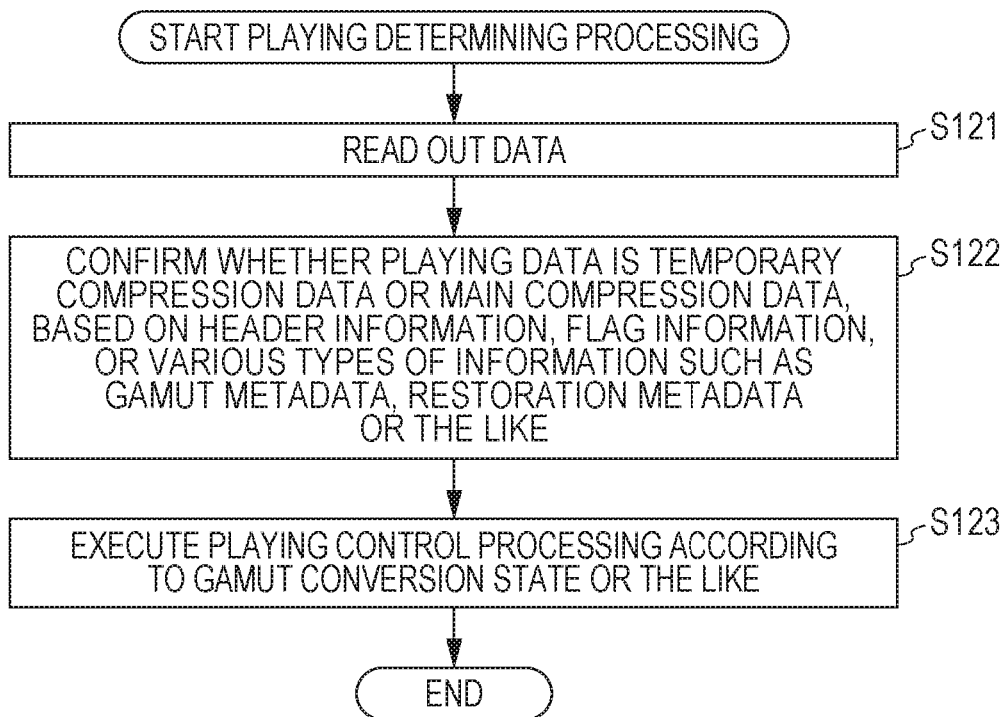 START PLAYING DETERMINING PROCESSING
READ OUT DATA
S121
CONFIRM WHETHER PLAYING DATA IS TEMPORARY
COMPRESSION DATA OR MAIN COMPRESSION DATA,
BASED ON HEADER INFORMATION, FLAG INFORMATION,
OR VARIOUS TYPES OF INFORMATION SUCH AS
GAMUT METADATA, RESTORATION METADATA
OR THE LIKE
S122
EXECUTE PLAYING CONTROL PROCESSING ACCORDING
TO GAMUT CONVERSION STATE OR THE LIKE
S123
END